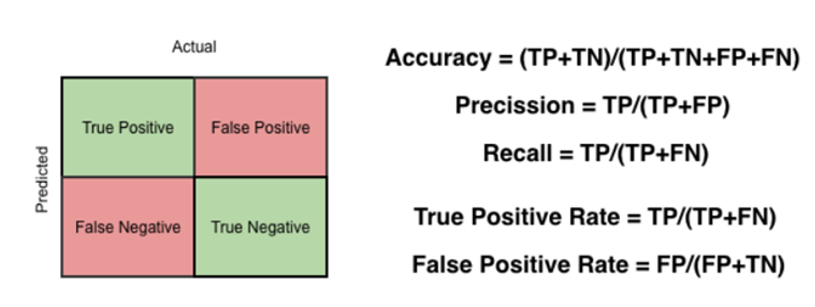 Actual
Predicted
True Positive
False Positive
False Negative
True Negative
Accuracy = (TP+TN)/(TP+TN+FP+FN)
Precission = TP/(TP+FP)
Recall = TP/(TP+FN)
True Positive Rate = TP/(TP+FN)
False Positive Rate = FP/(FP+TN)